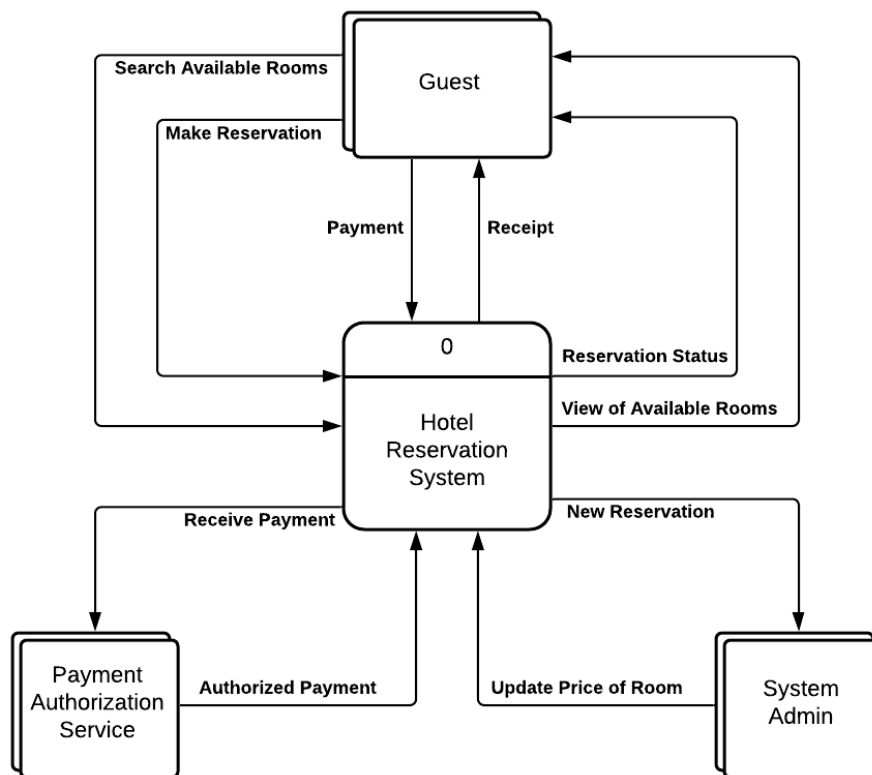 Guest
Search Available Rooms
Make Reservation
Payment
Receipt
0
Reservation Status
View of Available Rooms
Hotel
Reservation
System
Receive Payment
New Reservation
Payment
Authorization
Service
Authorized Payment
Update Price of Room
System
Admin